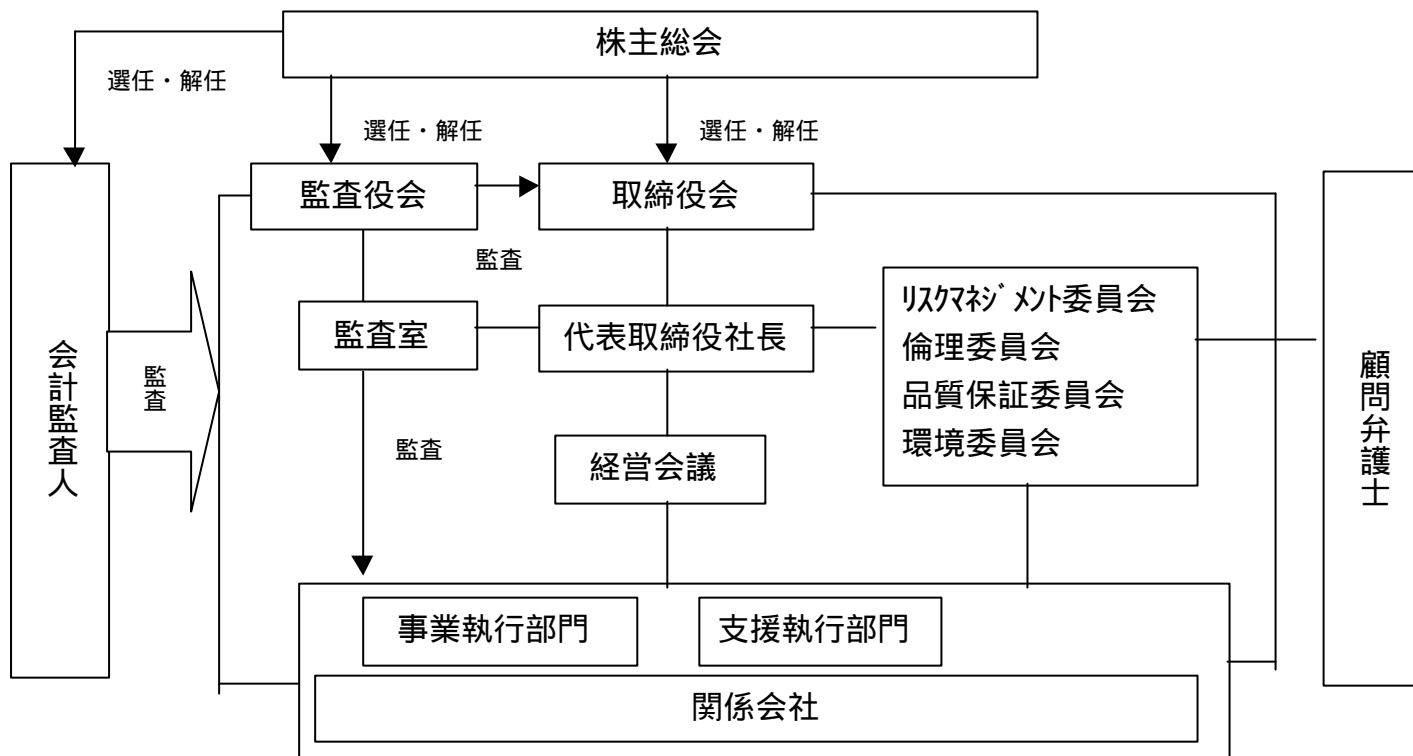 株主総会
選任・解任
選任・解任
選任・解任
監査役会
取締役会
監査
監査室
代表取締役社長
リスクマネジメント委員会
倫理委員会
品質保証委員会
環境委員会
会計監査人
監査
顧問弁護士
監査
経営会議
事業執行部門
支援執行部門
関係会社